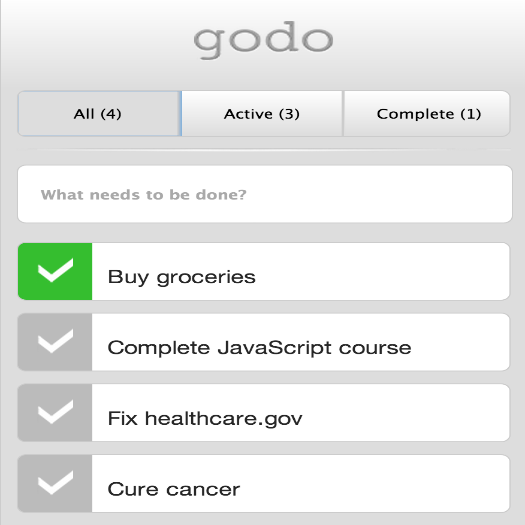 godo
All (4)
Active (3)
Complete (1)
What needs to be done?
Buy groceries
Complete JavaScript course
Fix healthcare.gov
Cure cancer